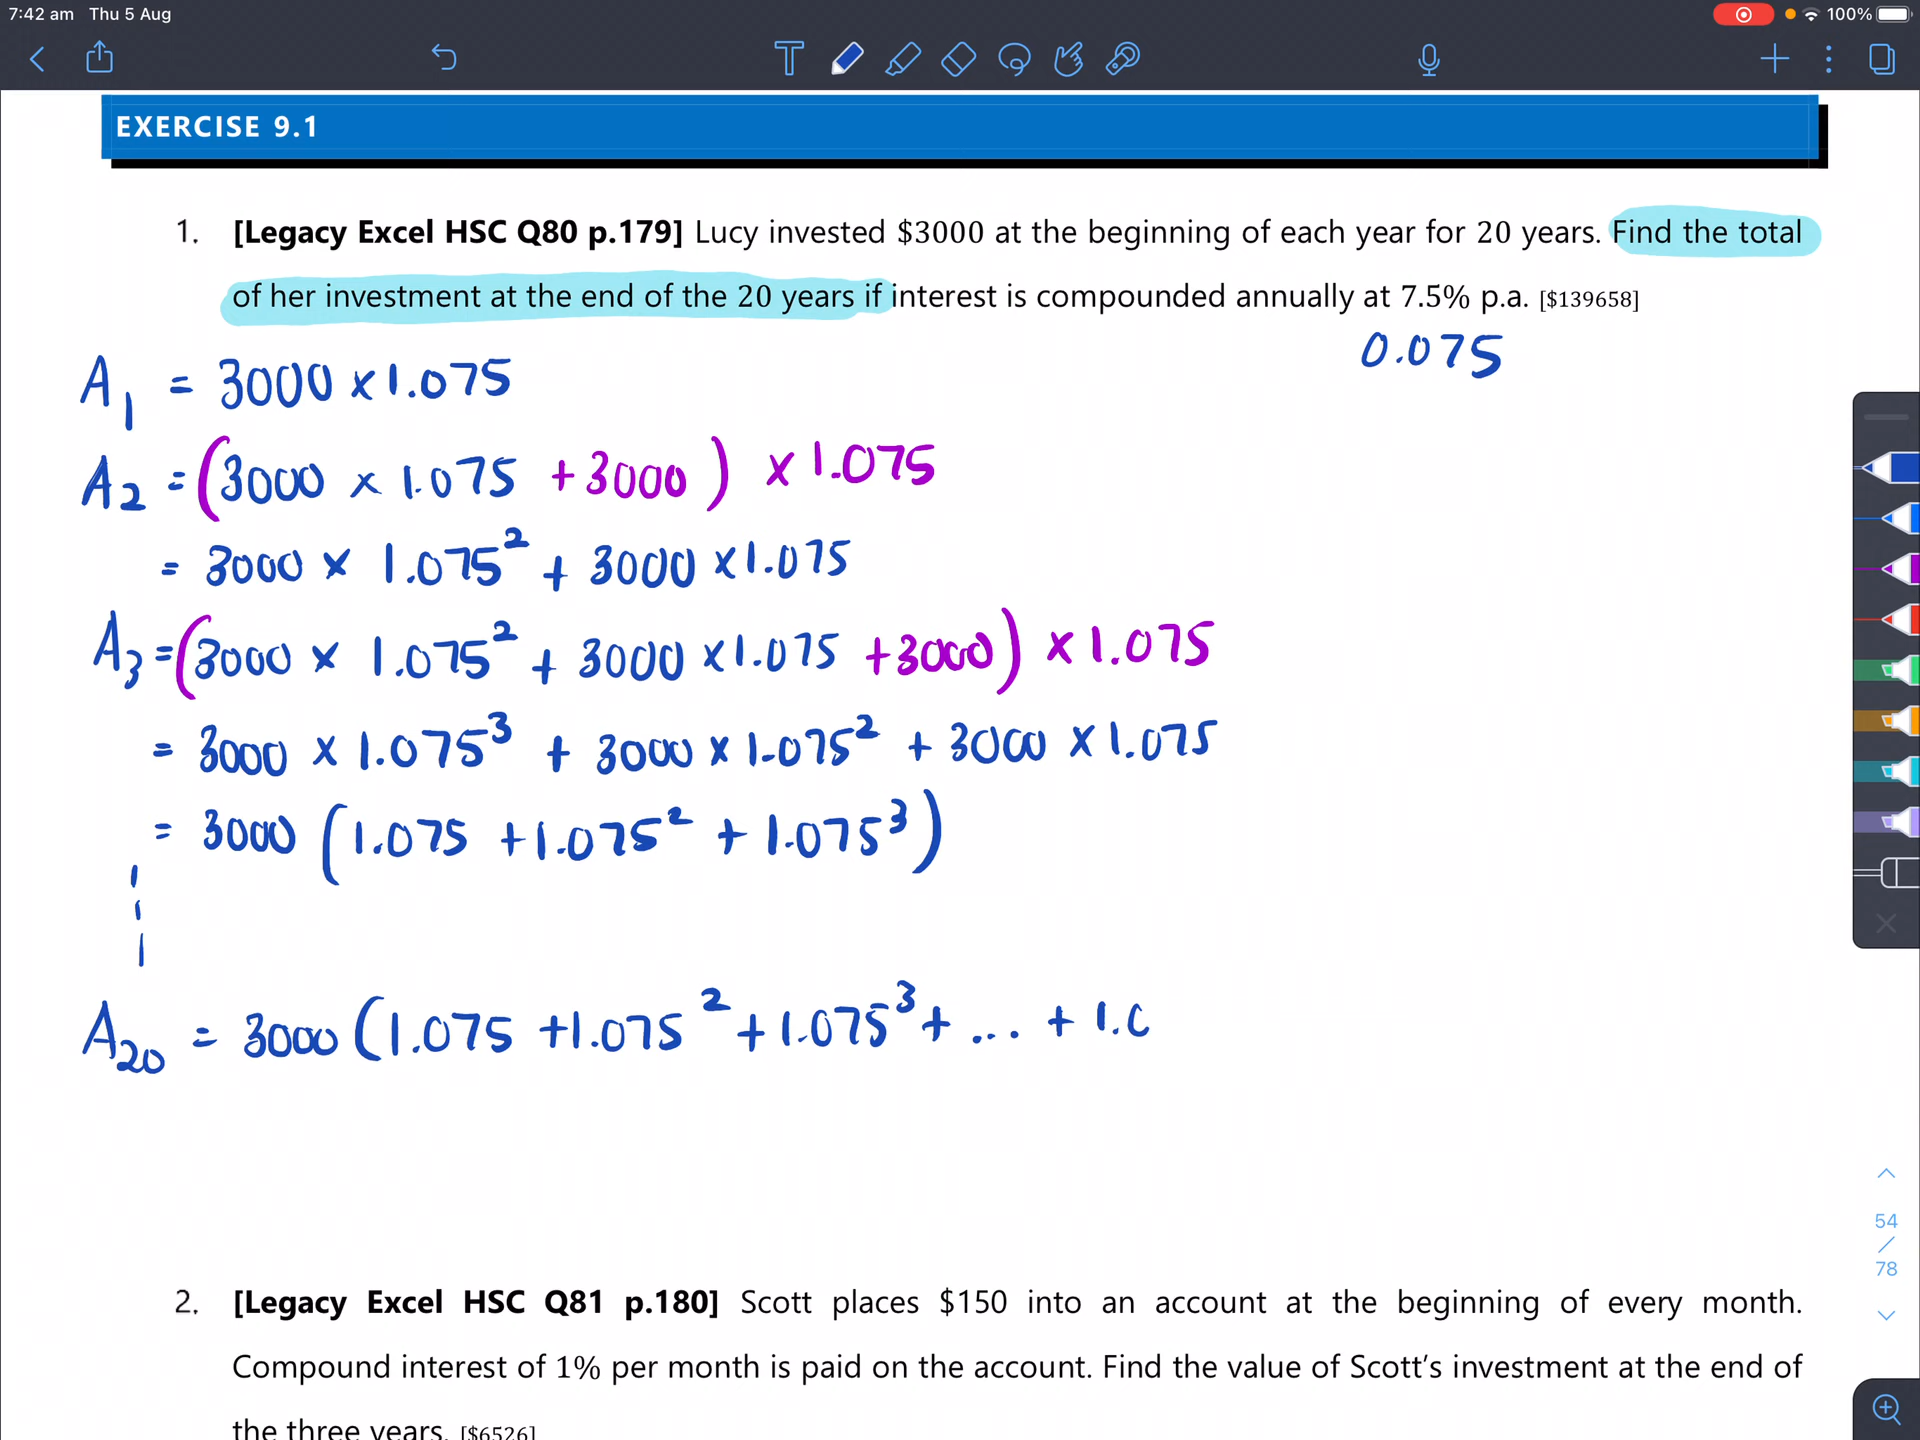 7:42 am Thu 5 Aug 100%
T
EXERCISE 9.1
1. [Legacy Excel HSC Q80 p.179] Lucy invested $3000 at the beginning of each year for 20 years. Find the total
of her investment at the end of the 20 years if interest is compounded annually at 7.5% p.a. [$139658]
0.075
A₁ = 3000 × 1.075
A₂ = (3000 × 1.075 + 3000) × 1.075
= 3000 × 1.075² + 3000 × 1.075
A₃ = (3000 × 1.075² + 3000 × 1.075 + 3000) × 1.075
= 3000 × 1.075³ + 3000 × 1.075² + 3000 × 1.075
= 3000 (1.075 + 1.075² + 1.075³)
A₂₀ = 3000 (1.075 + 1.075² + 1.075³ + ... + 1.0
54
/
78
2. [Legacy Excel HSC Q81 p.180] Scott places $150 into an account at the beginning of every month.
Compound interest of 1% per month is paid on the account. Find the value of Scott's investment at the end of
the three years. [$6526]